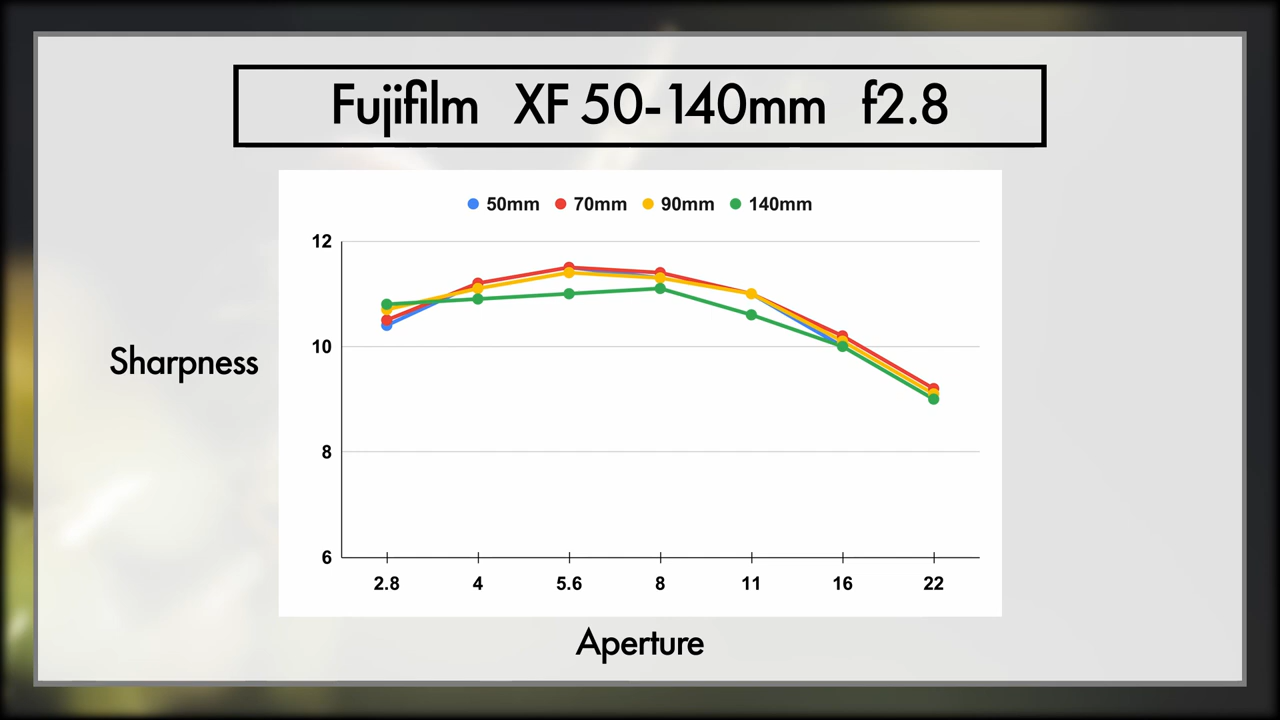 Fujifilm XF 50-140mm f2.8
50mm 70mm 90mm 140mm
12
10
Sharpness
8
6
2.8 4 5.6 8 11 16 22
Aperture